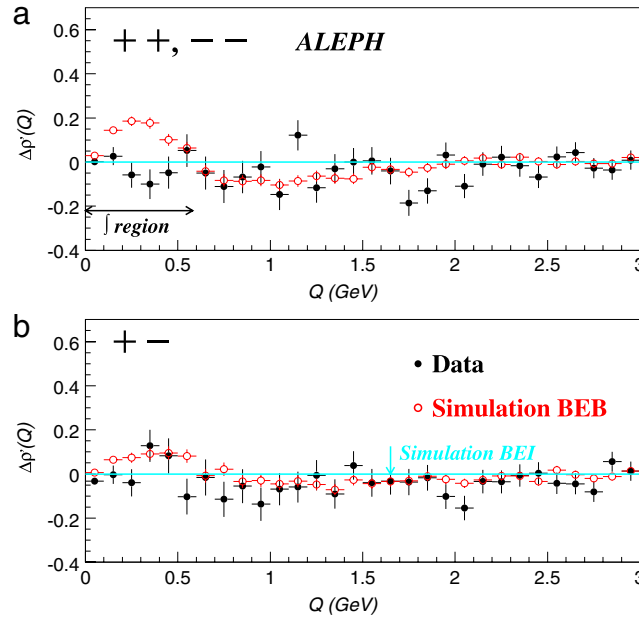 a
+ +, − − ALEPH
Δρ'(Q)
0.6
0.4
0.2
0
-0.2
-0.4
∫ region
0 0.5 1 1.5 2 2.5 3
Q (GeV)
b
+ −
Δρ'(Q)
0.6
0.4
0.2
0
-0.2
-0.4
Data
Simulation BEB
Simulation BEI
0 0.5 1 1.5 2 2.5 3
Q (GeV)